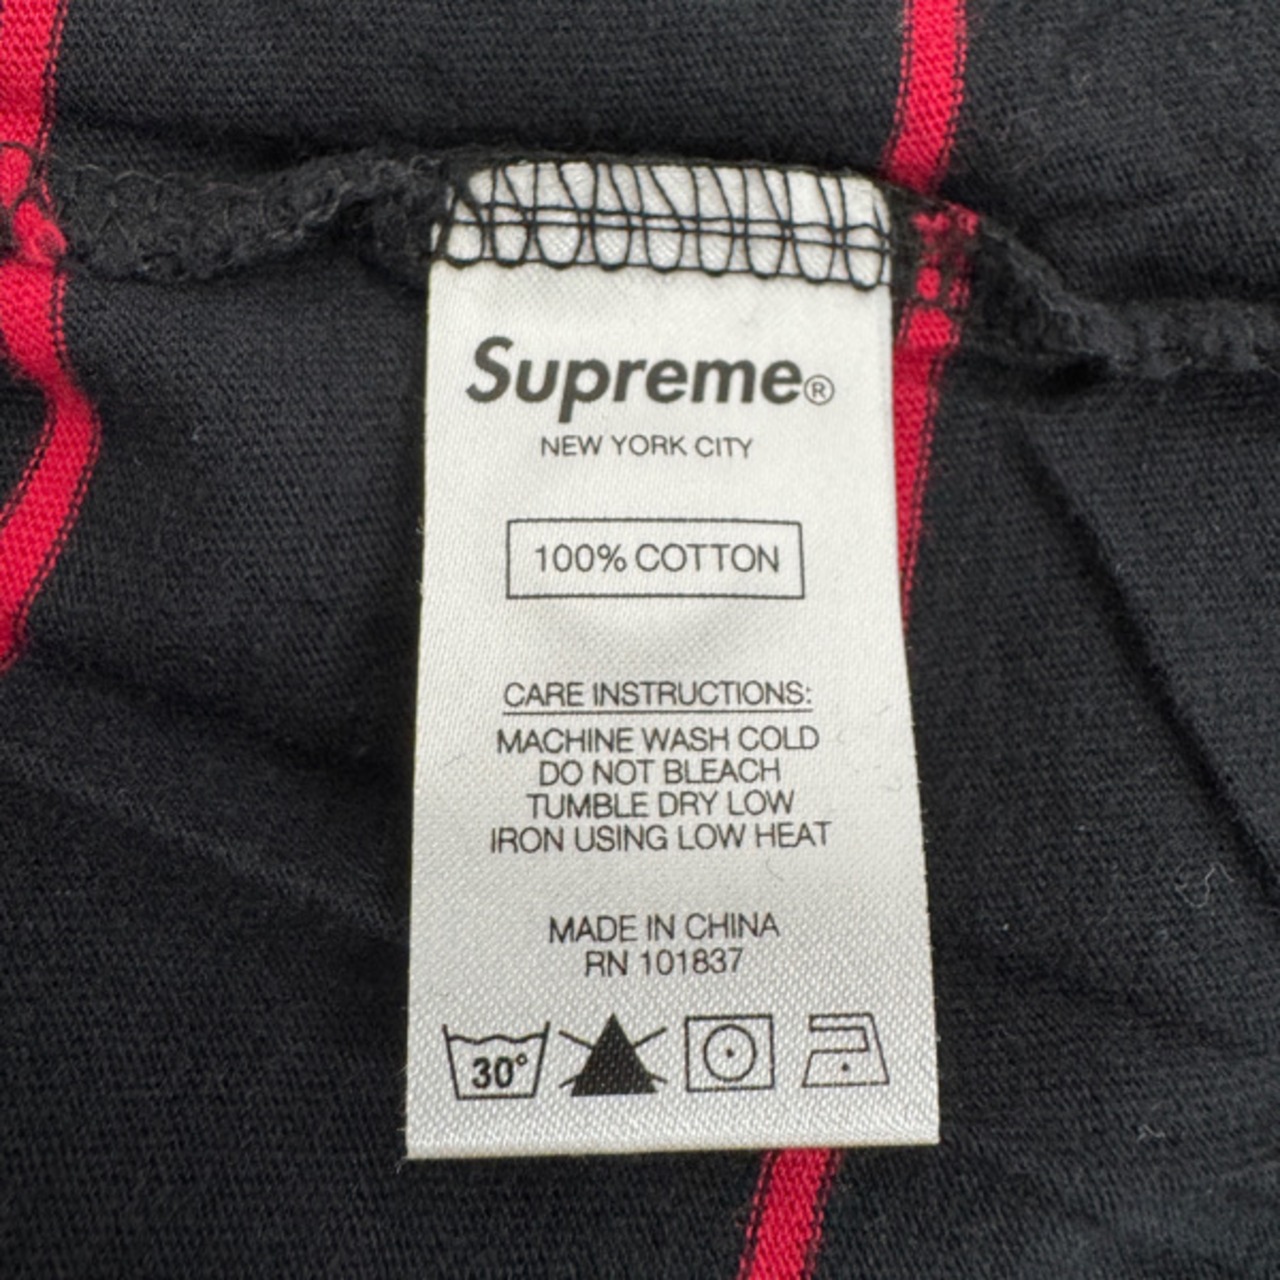 Supreme®
NEW YORK CITY
100% COTTON
CARE INSTRUCTIONS:
MACHINE WASH COLD
DO NOT BLEACH
TUMBLE DRY LOW
IRON USING LOW HEAT
MADE IN CHINA
RN 101837
30°